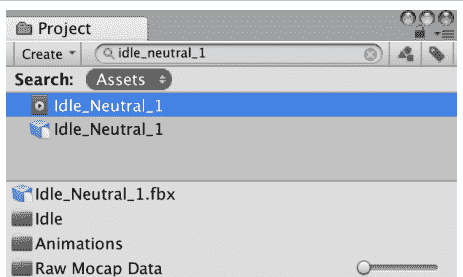 Project
Create idle_neutral_1
Search: Assets
Idle_Neutral_1
Idle_Neutral_1
Idle_Neutral_1.fbx
Idle
Animations
Raw Mocap Data